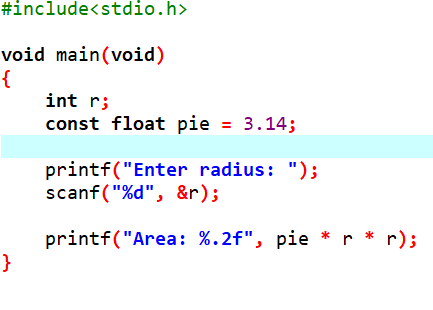 #include<stdio.h>
void main(void)
{
    int r;
    const float pie = 3.14;
    printf("Enter radius: ");
    scanf("%d", &r);
    printf("Area: %.2f", pie * r * r);
}